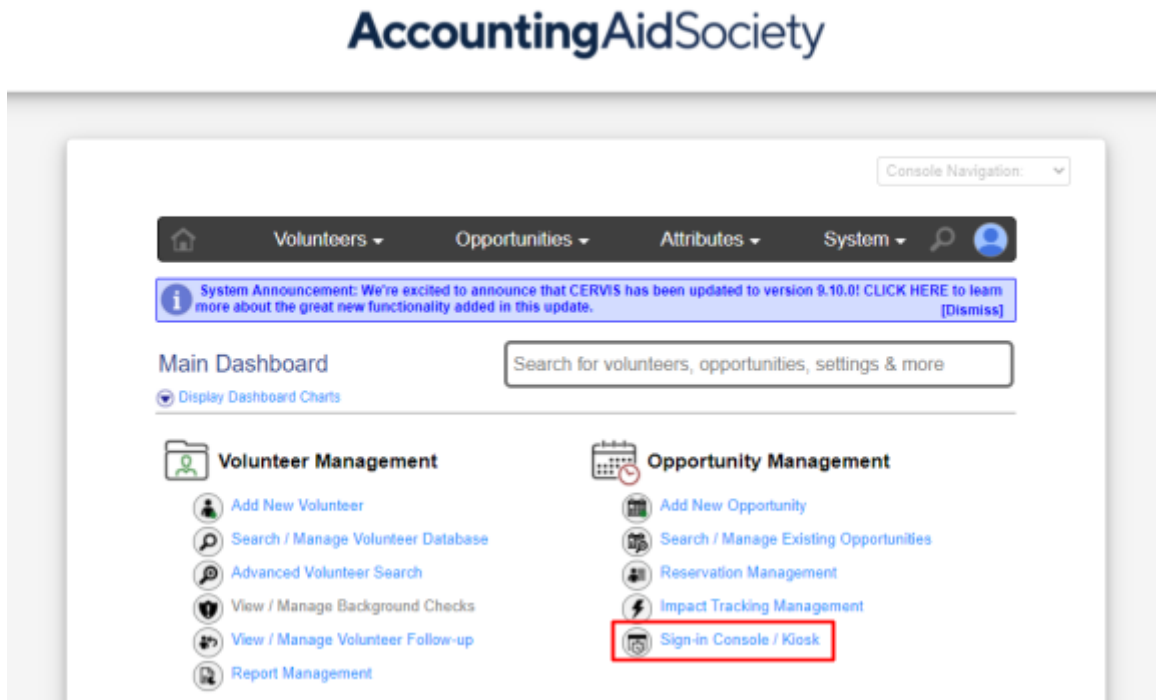 AccountingAidSociety
Console Navigation:
Volunteers
Opportunities
Attributes
System
System Announcement: We're excited to announce that CERVIS has been updated to version 9.10.0! CLICK HERE to learn
more about the great new functionality added in this update.
[Dismiss]
Main Dashboard
Search for volunteers, opportunities, settings & more
Display Dashboard Charts
Volunteer Management
Add New Volunteer
Search / Manage Volunteer Database
Advanced Volunteer Search
View / Manage Background Checks
View / Manage Volunteer Follow-up
Report Management
Opportunity Management
Add New Opportunity
Search / Manage Existing Opportunities
Reservation Management
Impact Tracking Management
Sign-in Console / Kiosk